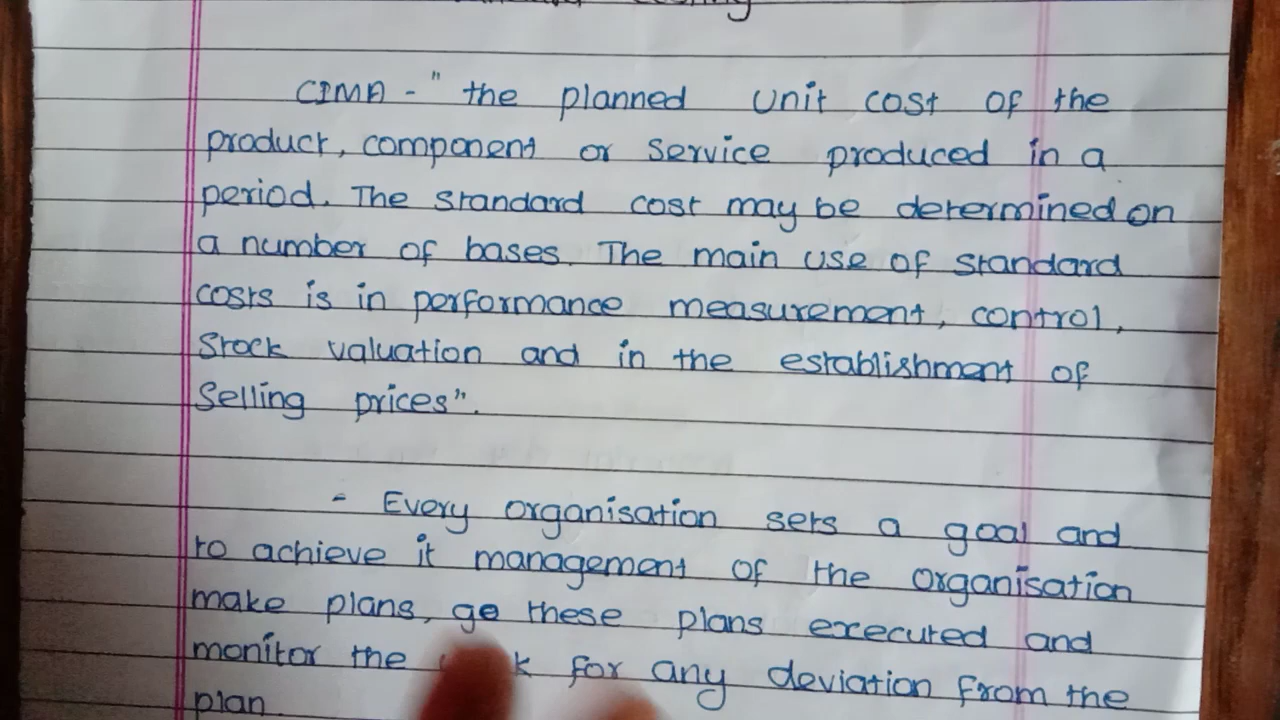 CIMA - " the planned unit cost of the
product, component or service produced in a
period. The standard cost may be determined on
a number of bases. The main use of standard
costs is in performance measurement, control,
Stock valuation and in the establishment of
Selling prices".
- Every organisation sets a goal and
to achieve it management of the organisation
make plans, ge these plans executed and
monitor the for any deviation from the
plan